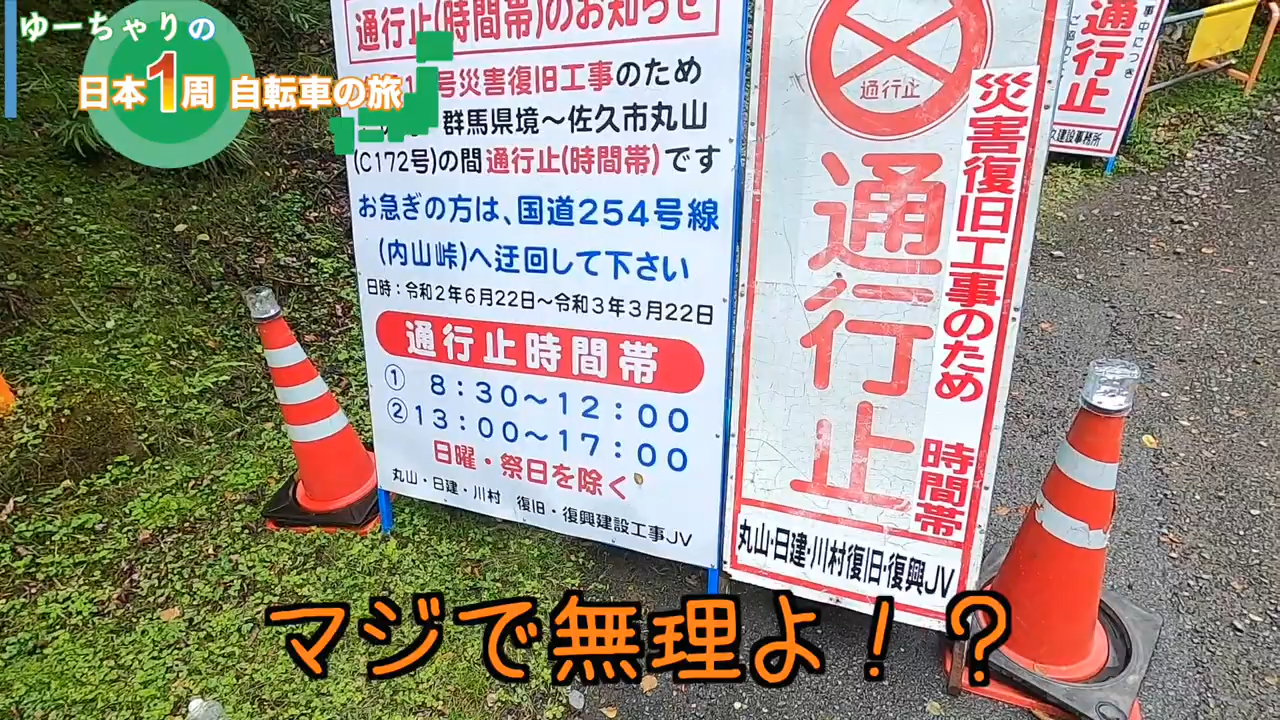 ゆーちゃりの
日本1周 自転車の旅
通行止(時間帯)のお知らせ
号災害復旧工事のため
群馬県境～佐久市丸山
(C172号)の間通行止(時間帯)です
お急ぎの方は、国道254号線
(内山峠)へ迂回して下さい
日時：令和2年6月22日～令和3年3月22日
通行止時間帯
① 8：30～12：00
②13：00～17：00
日曜・祭日を除く
丸山・日建・川村 復旧・復興建設工事JV
通行止
災害復旧工事のため 時間帯
通行止
丸山・日建・川村復旧・復興JV
通行止
建設事務所
マジで無理よ！？